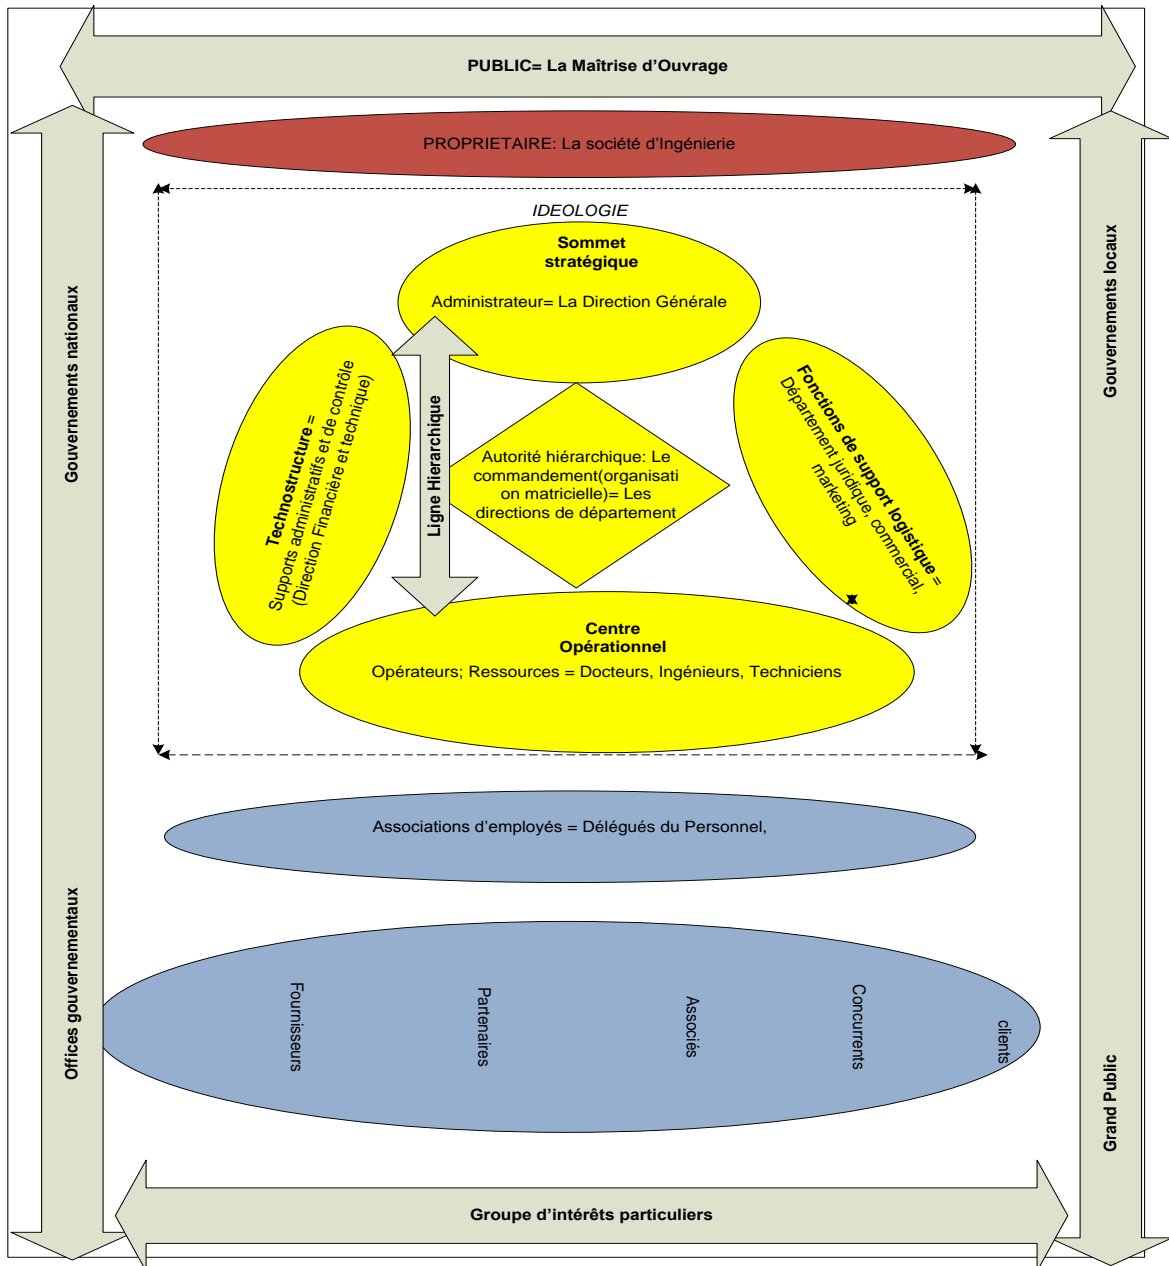 PUBLIC= La Maîtrise d'Ouvrage
PROPRIETAIRE: La société d'Ingénierie
IDEOLOGIE
Sommet
stratégique
Administrateur= La Direction Générale
Gouvernements nationaux
Offices gouvernementaux
Technostructure =
Supports administratifs et de contrôle
(Direction Financière et technique)
Ligne Hierarchique
Autorité hiérarchique: Le
commandement(organisati
on matricielle)= Les
directions de département
Fonctions de support logistique =
Département juridique, commercial,
marketing
Gouvernements locaux
Grand Public
Centre
Opérationnel
Opérateurs; Ressources = Docteurs, Ingénieurs, Techniciens
Associations d'employés = Délégués du Personnel,
Fournisseurs
Partenaires
Associés
Concurrents
clients
Groupe d'intérêts particuliers